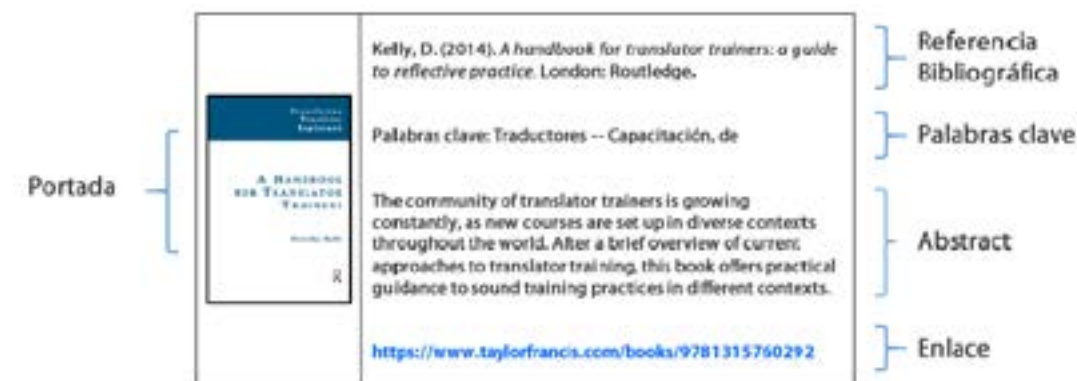 Portada
A HANDBOOK
FOR TRANSLATOR
TRAINERS
Kelly, D. (2014). A handbook for translator trainers: a guide
to reflective practice. London: Routledge.
Palabras clave: Traductores -- Capacitación, de
The community of translator trainers is growing
constantly, as new courses are set up in diverse contexts
throughout the world. After a brief overview of current
approaches to translator training, this book offers practical
guidance to sound training practices in different contexts.
https://www.taylorfrancis.com/books/9781315760292
Referencia
Bibliográfica
Palabras clave
Abstract
Enlace